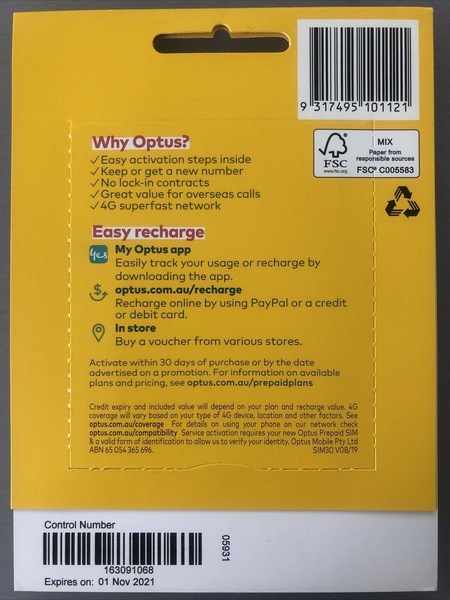 9 317495 101121
FSC
www.fsc.org
MIX
Paper from
responsible sources
FSC® C005583
Why Optus?
✓Easy activation steps inside
✓Keep or get a new number
✓No lock-in contracts
✓Great value for overseas calls
✓4G superfast network
Easy recharge
yes
My Optus app
Easily track your usage or recharge by
downloading the app.
$
optus.com.au/recharge
Recharge online by using PayPal or a credit
or debit card.
In store
Buy a voucher from various stores.
Activate within 30 days of purchase or by the date
advertised on a promotion. For information on available
plans and pricing, see optus.com.au/prepaidplans
Credit expiry and included value will depend on your plan and recharge value. 4G
coverage will vary based on your type of 4G device, location and other factors. See
optus.com.au/coverage For details on using your phone on our network check
optus.com.au/compatibility Service activation requires your new Optus Prepaid SIM
& a valid form of identification to allow us to verify your identity. Optus Mobile Pty Ltd
ABN 65 054 365 696. SIM30 V08/19
Control Number
163091068
05931
Expires on: 01 Nov 2021